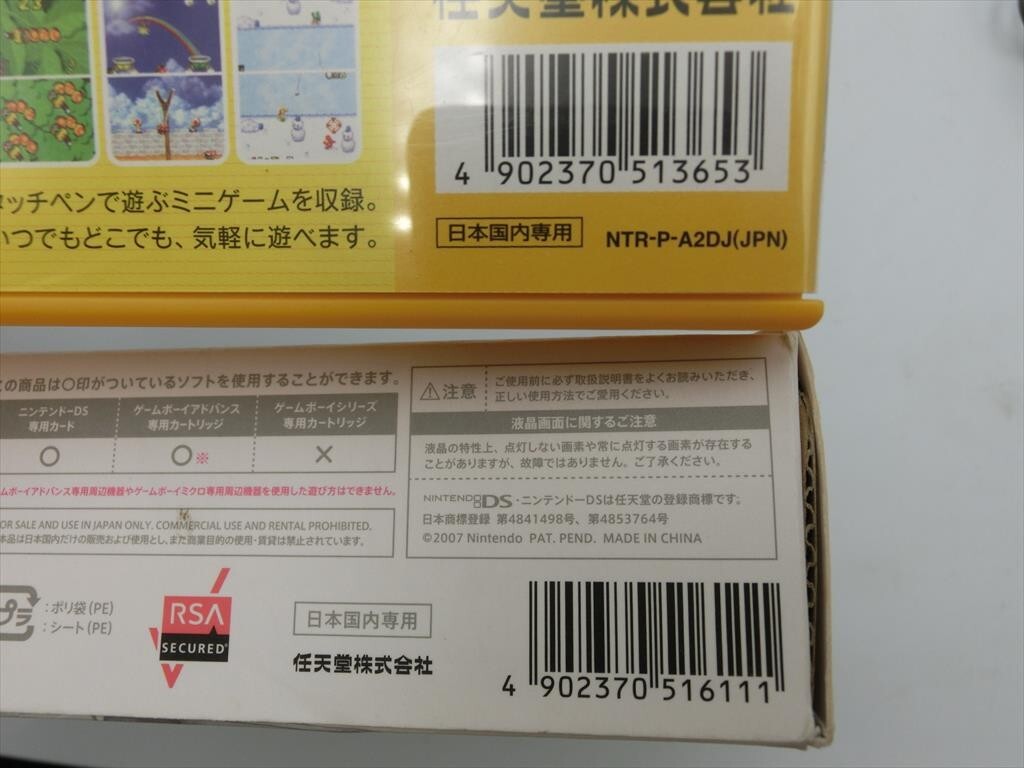 23
任天堂株式会社
4 902370 513653
ッチペンで遊ぶミニゲームを収録。
いつでもどこでも、気軽に遊べます。
日本国内専用
NTR-P-A2DJ(JPN)
の商品は○印がついているソフトを使用することができます。
ニンテンドーDS
専用カード
ゲームボーイアドバンス
専用カートリッジ
ゲームボーイシリーズ
専用カートリッジ
○
○※
×
ムボーイアドバンス専用周辺機器やゲームボーイミクロ専用周辺機器を使用した遊び方はできません。
OR SALE AND USE IN JAPAN ONLY. COMMERCIAL USE AND RENTAL PROHIBITED.
本品は日本国内だけの販売および使用とし、また商業目的の使用・賃貸は禁止されています。
注意
ご使用前に必ず取扱説明書をよくお読みいただき、
正しい使用方法でご愛用ください。
液晶画面に関するご注意
液晶の特性上、点灯しない画素や常に点灯する画素が存在する
ことがありますが、故障ではありません。ご了承ください。
NINTENDO DS・ニンテンドーDSは任天堂の登録商標です。
日本商標登録 第4841498号、第4853764号
©2007 Nintendo PAT. PEND. MADE IN CHINA
プラ
:ポリ袋(PE)
:シート(PE)
RSA
SECURED®
日本国内専用
任天堂株式会社
4 902370 516111